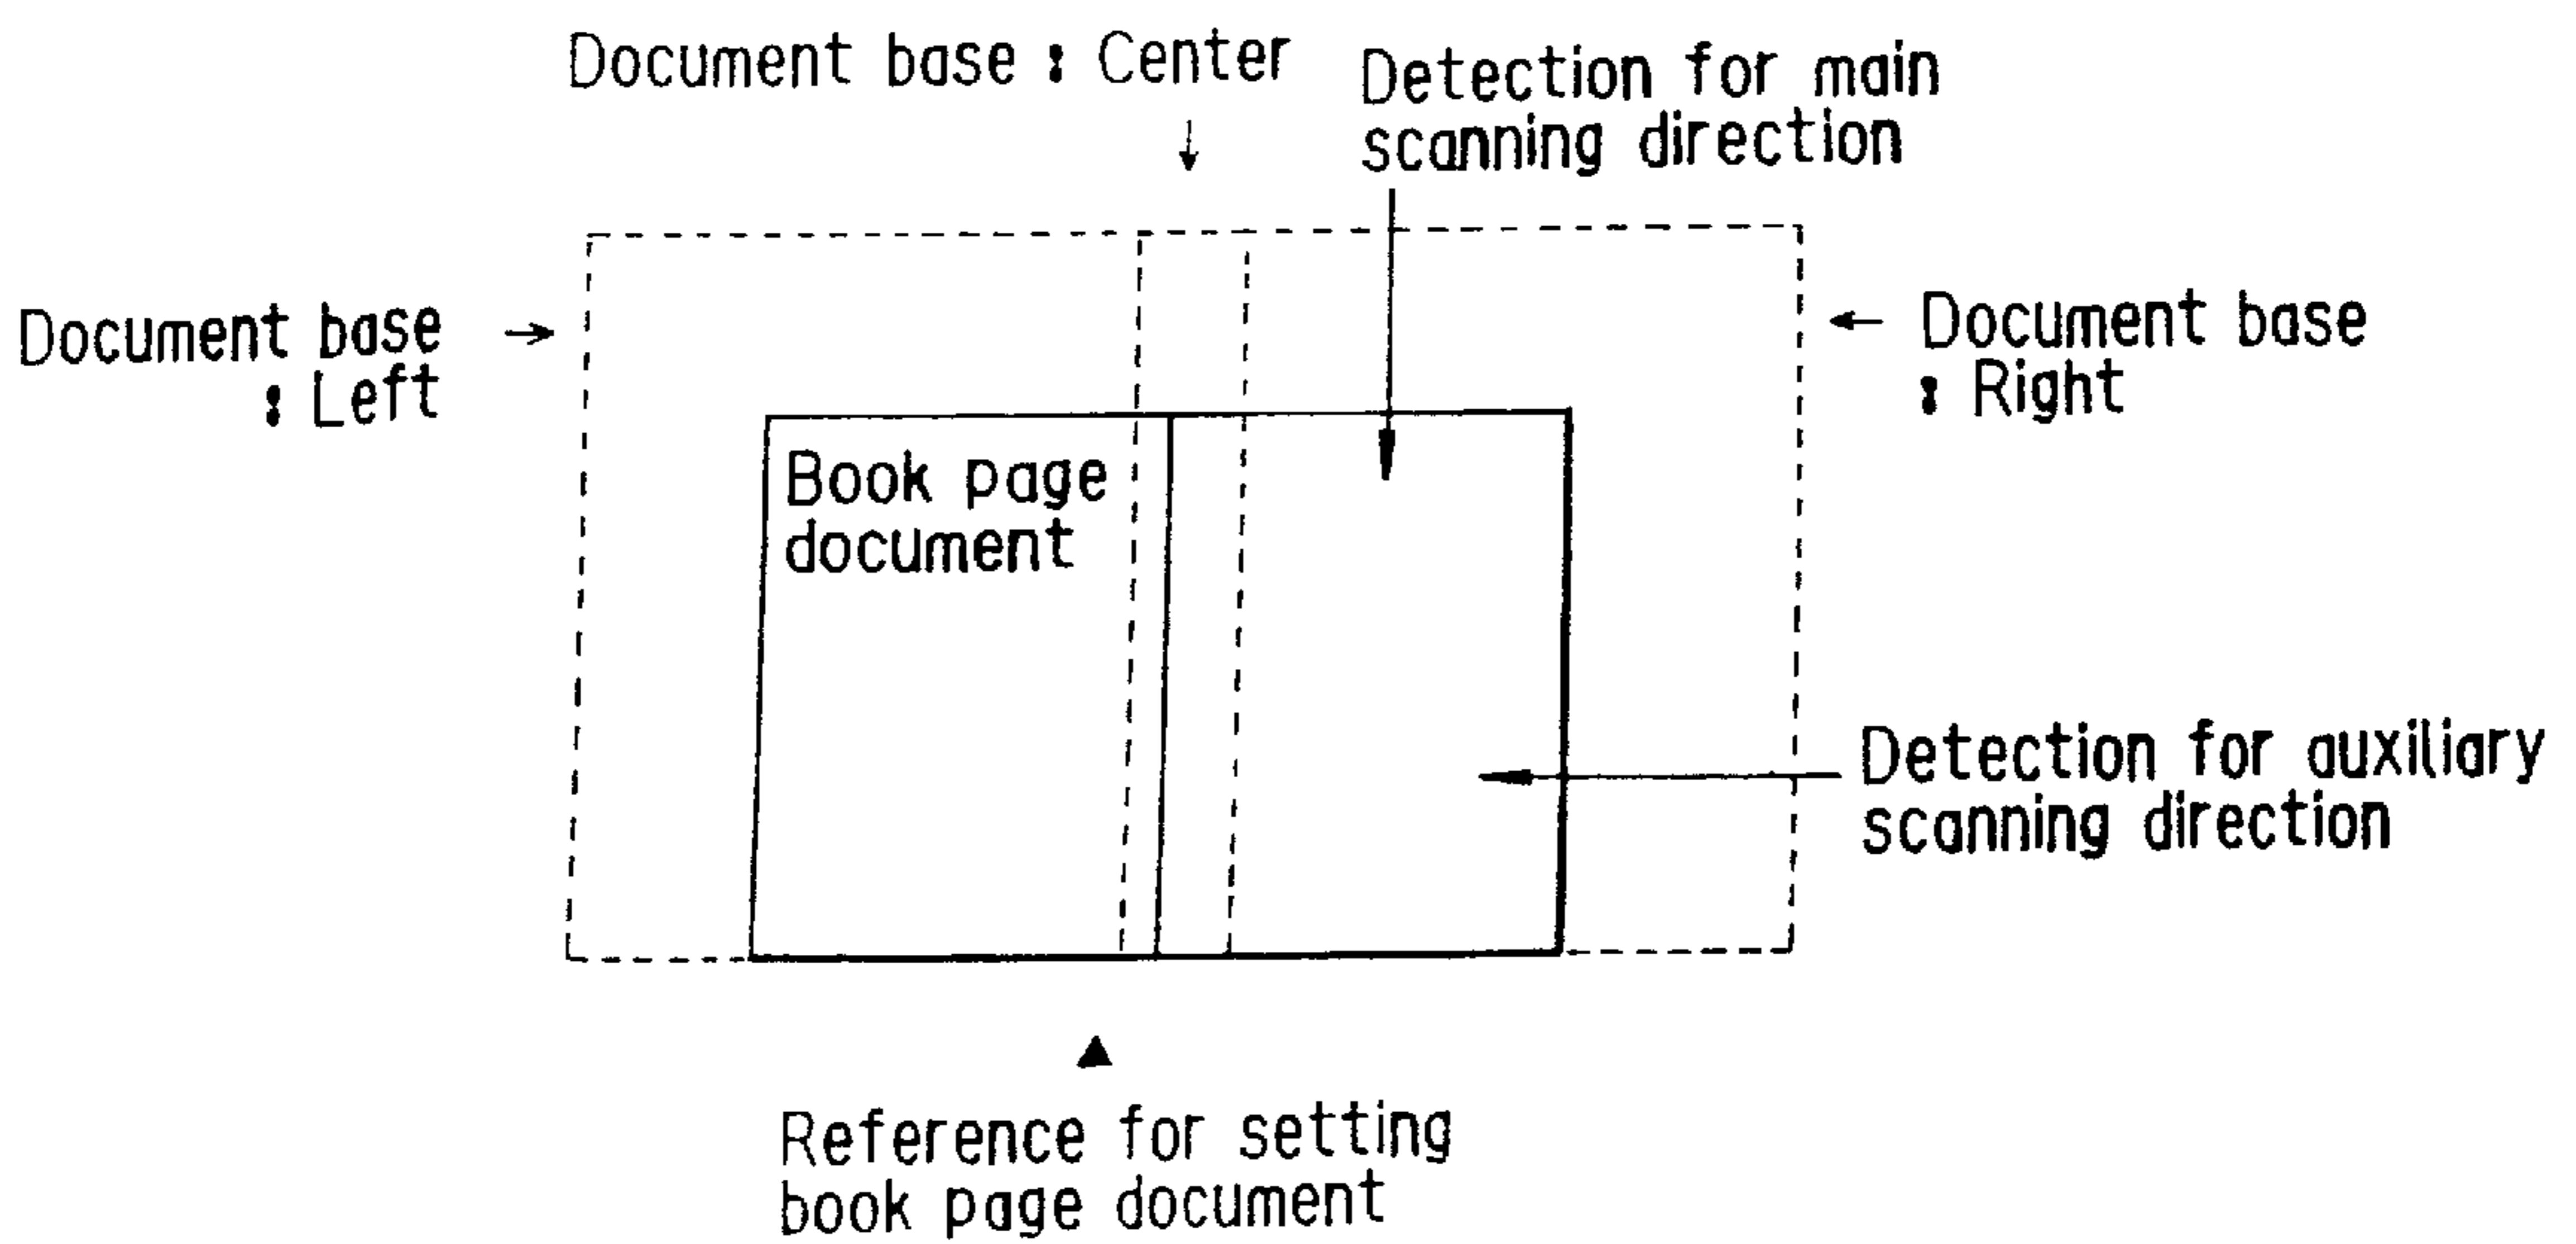 Document base : Center
Detection for main
scanning direction
Document base
: Left
Document base
: Right
Book page
document
Detection for auxiliary
scanning direction
Reference for setting
book page document